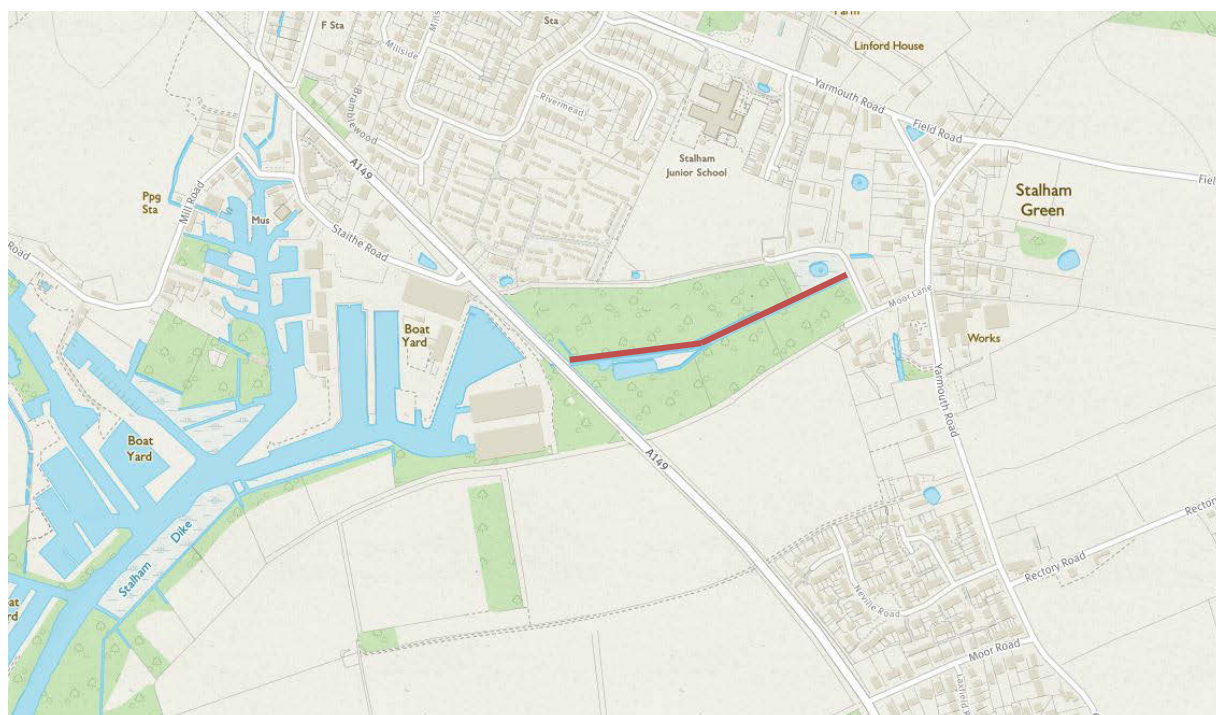 F Sta
Sta
Farm
Linford House
Millside
Rivermead
Bramblewood
Yarmouth Road
Field Road
A149
Stalham
Junior School
Stalham
Green
Ppg
Sta
Mill Road
Mus
Staithe Road
Road
Moor Lane
Boat
Yard
Works
Yarmouth Road
Boat
Yard
A149
Stalham Dike
Rectory Road
Neville Road
Moor Road
Laxfield Road